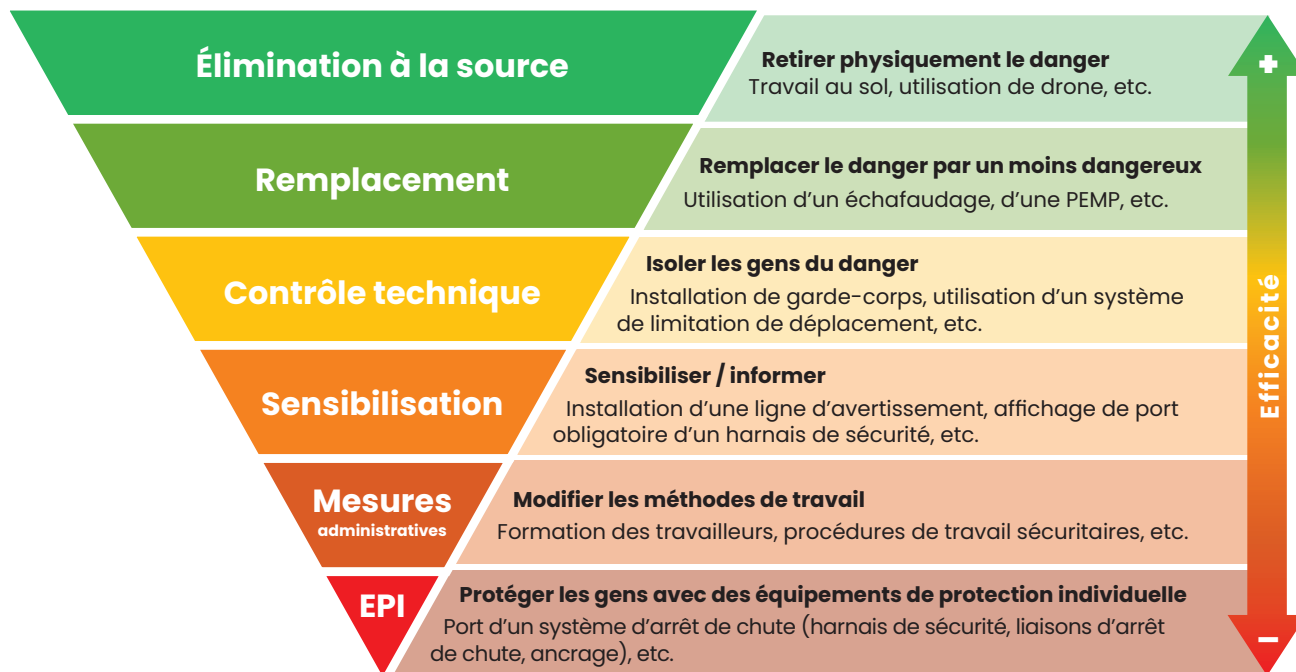 Élimination à la source
Retirer physiquement le danger
Travail au sol, utilisation de drone, etc.
Remplacement
Remplacer le danger par un moins dangereux
Utilisation d’un échafaudage, d’une PEMP, etc.
Contrôle technique
Isoler les gens du danger
Installation de garde-corps, utilisation d’un système
de limitation de déplacement, etc.
Sensibilisation
Sensibiliser / informer
Installation d’une ligne d’avertissement, affichage de port
obligatoire d’un harnais de sécurité, etc.
Mesures
administratives
Modifier les méthodes de travail
Formation des travailleurs, procédures de travail sécuritaires, etc.
EPI
Protéger les gens avec des équipements de protection individuelle
Port d’un système d’arrêt de chute (harnais de sécurité, liaisons d’arrêt
de chute, ancrage), etc.
+
Efficacité
–